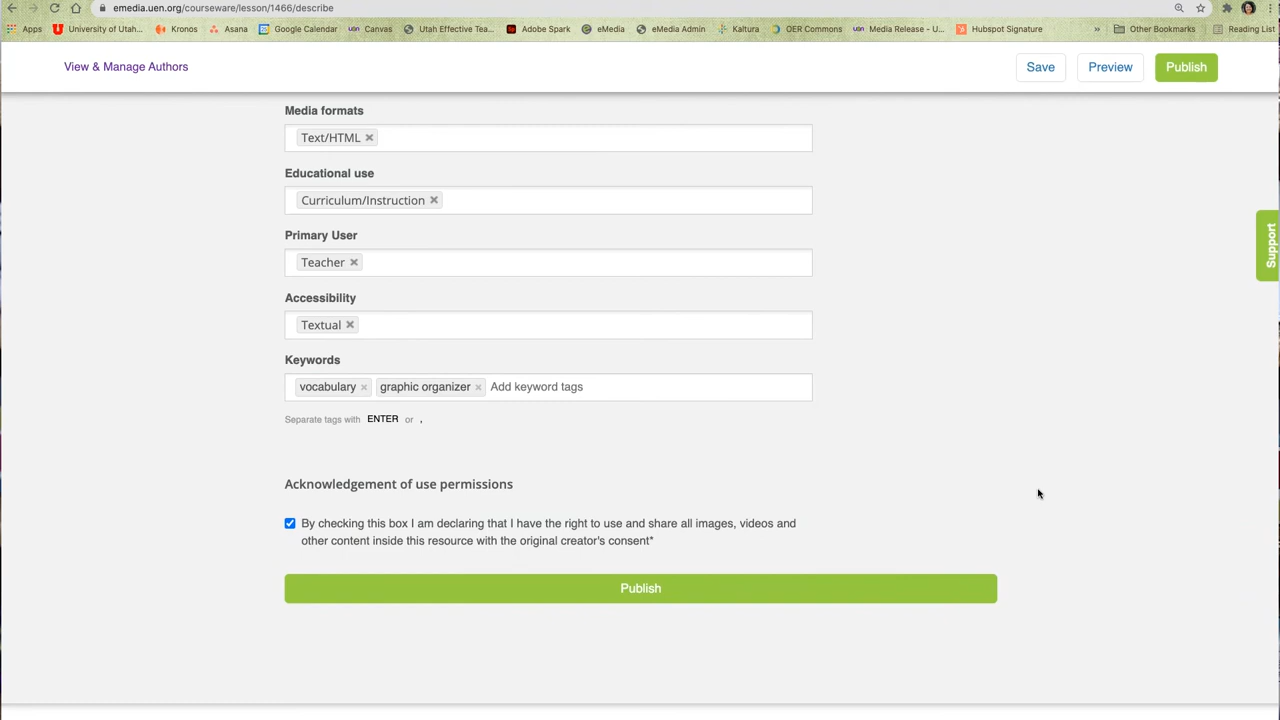 emedia.uen.org/courseware/lesson/1466/describe
Apps University of Utah... Kronos Asana Google Calendar Canvas Utah Effective Tea... Adobe Spark eMedia eMedia Admin Kaltura OER Commons Media Release - U... Hubspot Signature » Other Bookmarks Reading List
View & Manage Authors Save Preview Publish
Media formats
Text/HTML
Educational use
Curriculum/Instruction
Support
Primary User
Teacher
Accessibility
Textual
Keywords
vocabulary graphic organizer Add keyword tags
Separate tags with ENTER or ,
Acknowledgement of use permissions
By checking this box I am declaring that I have the right to use and share all images, videos and
other content inside this resource with the original creator's consent*
Publish